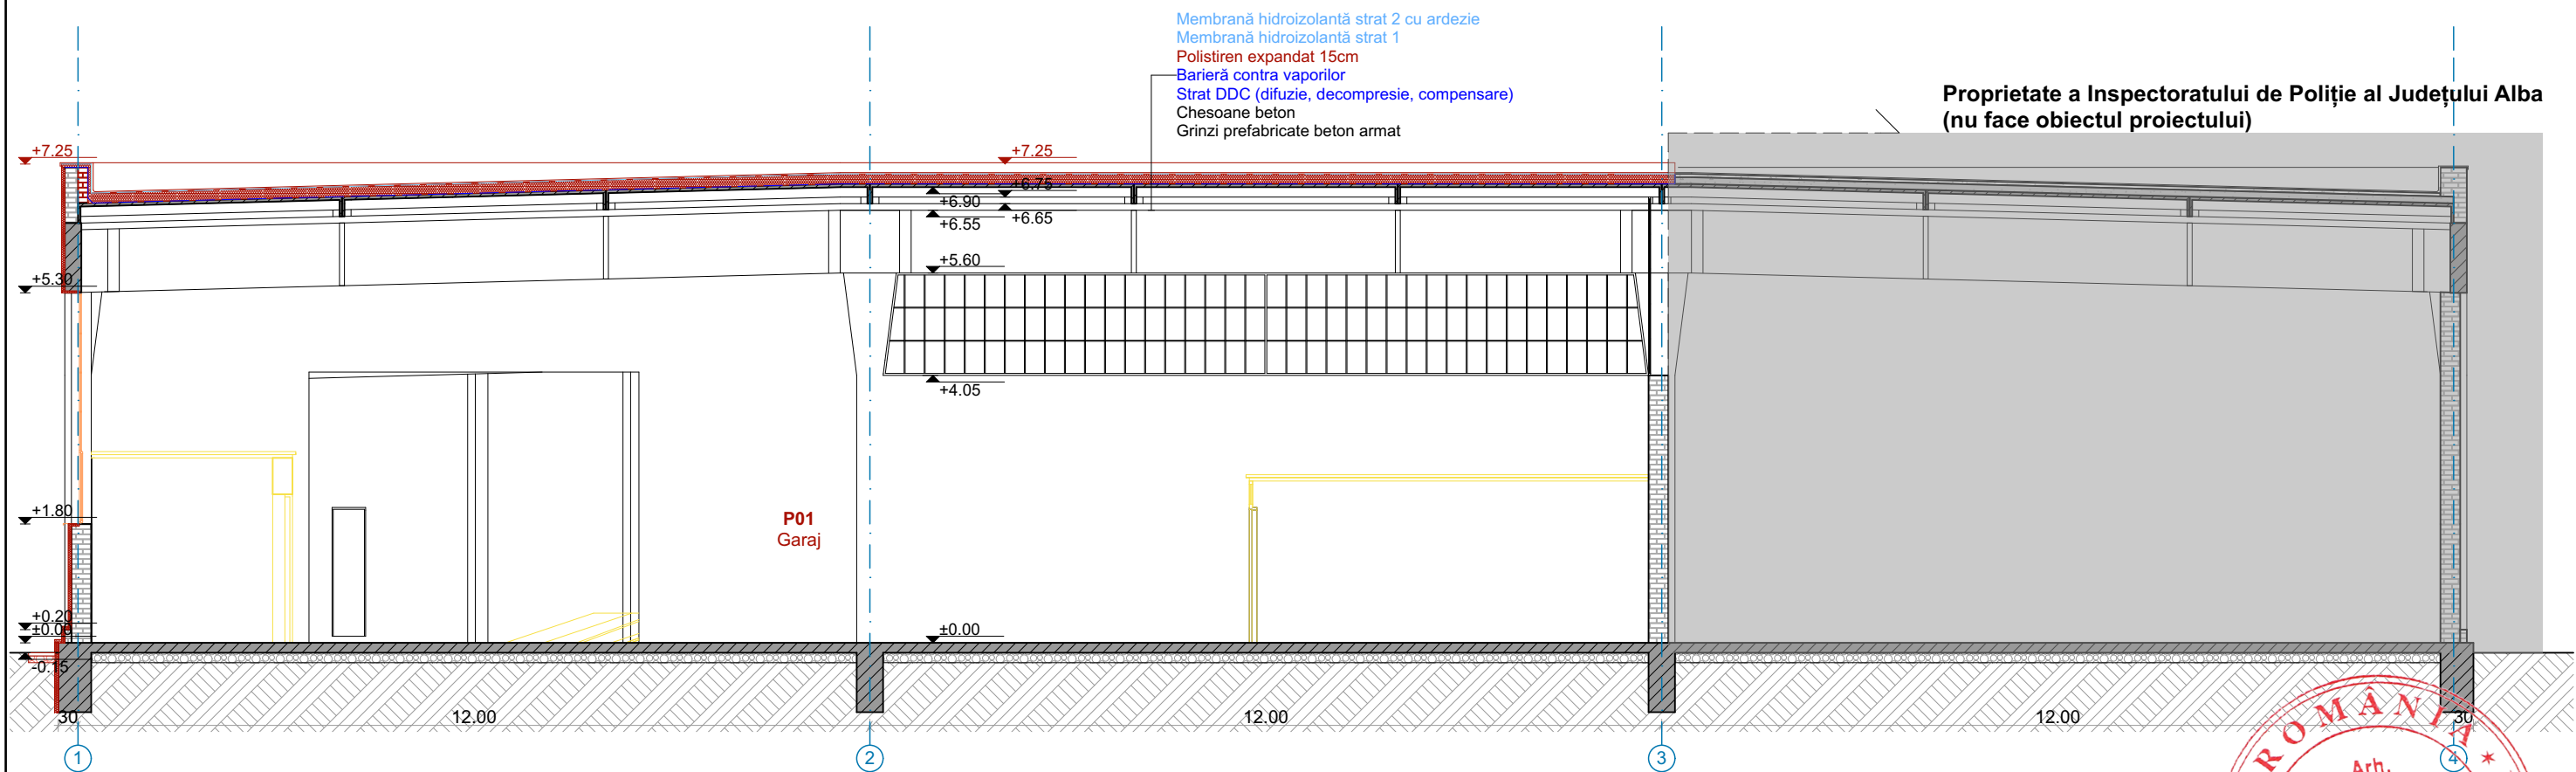 Membrană hidroizolantă strat 2 cu ardezie
Membrană hidroizolantă strat 1
Polistiren expandat 15cm
Barieră contra vaporilor
Strat DDC (difuzie, decompresie, compensare)
Chesoane beton
Grinzi prefabricate beton armat
Proprietate a Inspectoratului de Poliție al Județului Alba
(nu face obiectul proiectului)
+7.25
+7.25
+6.75
+6.90
+6.65
+6.55
+5.60
+5.30
+4.05
+1.80
P01
Garaj
+0.20
±0.00
±0.00
-0.15
30
12.00
12.00
12.00
30
1
2
3
4
ROMÂNIA
Arh.